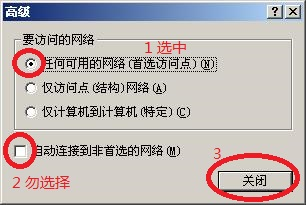 高级
要访问的网络
1选中
任何可用的网络(首选访问点)(N)
仅访问点(结构)网络(A)
仅计算机到计算机(特定)(C)
自动连接到非首选的网络(M)
3
2勿选择
关闭